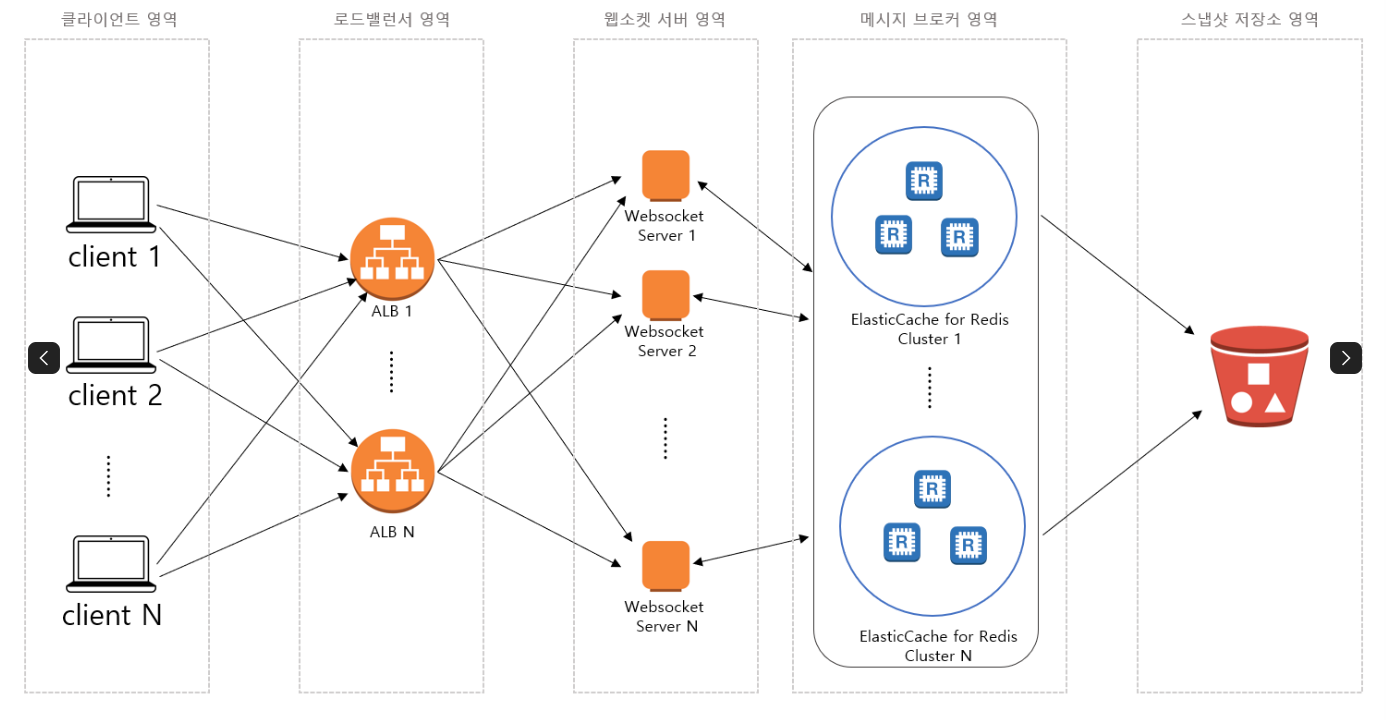 클라이언트 영역
로드밸런서 영역
웹소켓 서버 영역
메시지 브로커 영역
스냅샷 저장소 영역
client 1
client 2
client N
ALB 1
ALB N
Websocket
Server 1
Websocket
Server 2
Websocket
Server N
R
R
R
ElasticCache for Redis
Cluster 1
R
R
R
ElasticCache for Redis
Cluster N